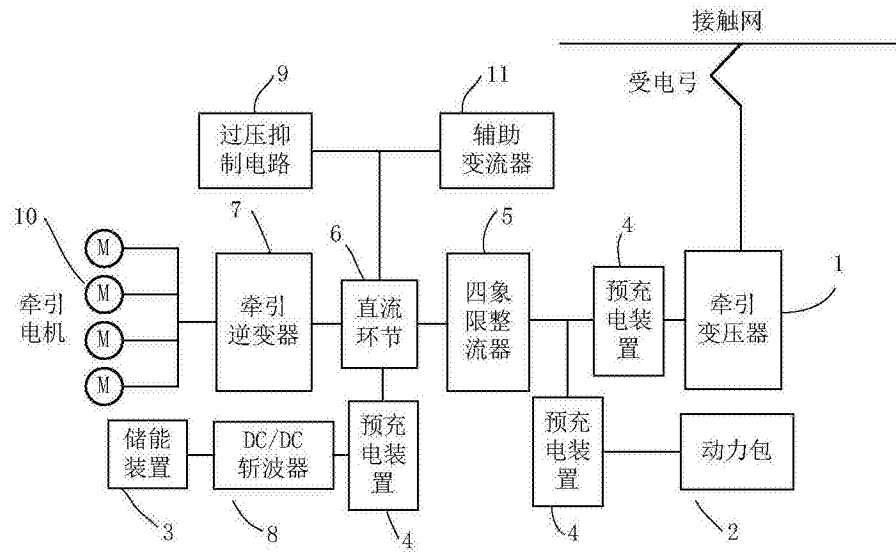 接触网
受电弓
9
11
过压抑
制电路
辅助
变流器
10
7
6
5
4
1
M
M
M
M
牵引
电机
牵引
逆变器
直流
环节
四象
限整
流器
预充
电装
置
牵引
变压器
储能
装置
DC/DC
斩波器
预充
电装
置
预充
电装
置
动力包
3
8
4
4
2